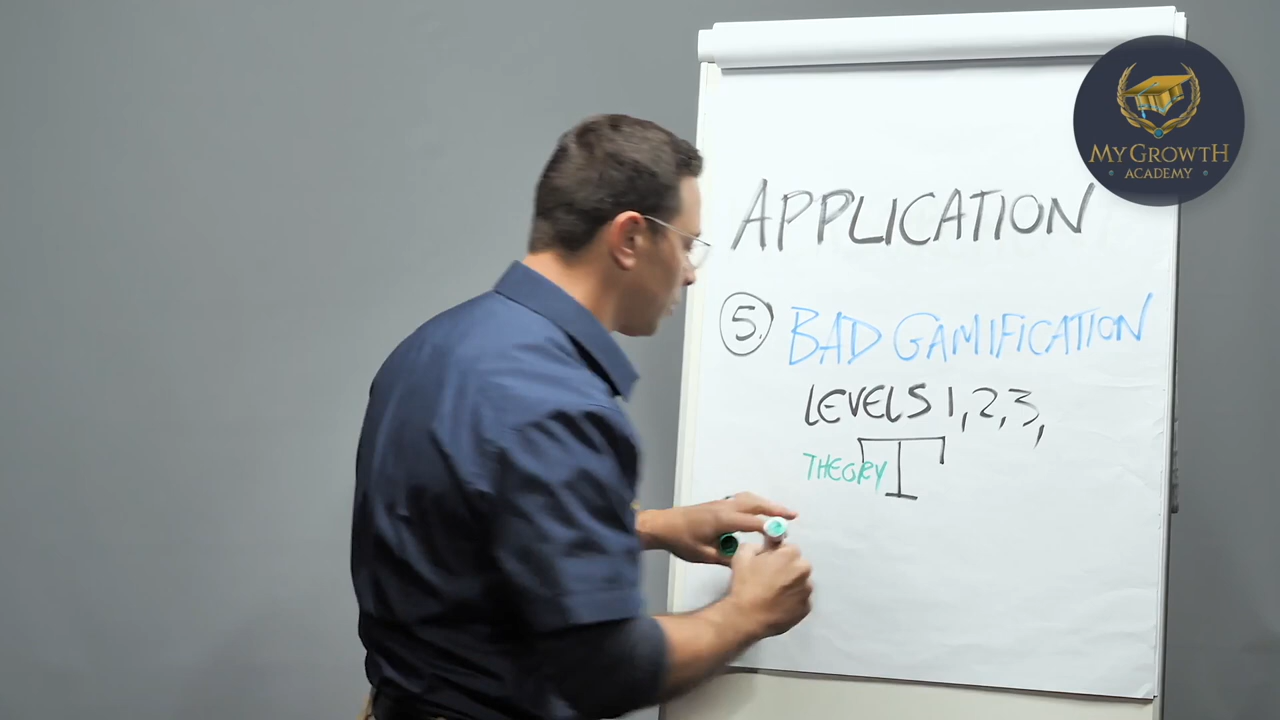 MY GROWTH
ACADEMY
APPLICATION
5. BAD GAMIFICATION
LEVELS 1, 2, 3,
THEORY